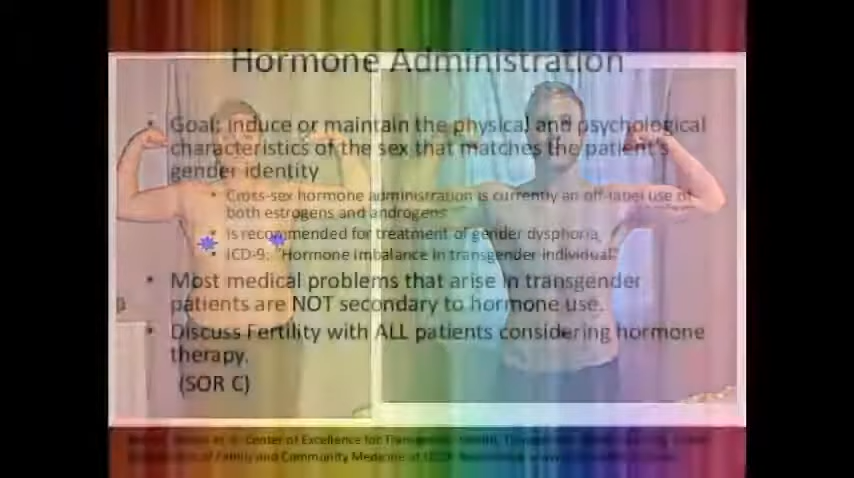 Hormone Administration
• Goal: Induce or maintain the physical and psychological
characteristics of the sex that matches the patient's
gender identity
• Cross-sex hormone administration is currently an off-label use of
both estrogens and androgens
• Is recommended for treatment of gender dysphoria
• ICD-9: "Hormone Imbalance in transgender individual"
• Most medical problems that arise in transgender
patients are NOT secondary to hormone use.
• Discuss Fertility with ALL patients considering hormone
therapy.
(SOR C)
Center of Excellence for
of Family and Community Medicine at